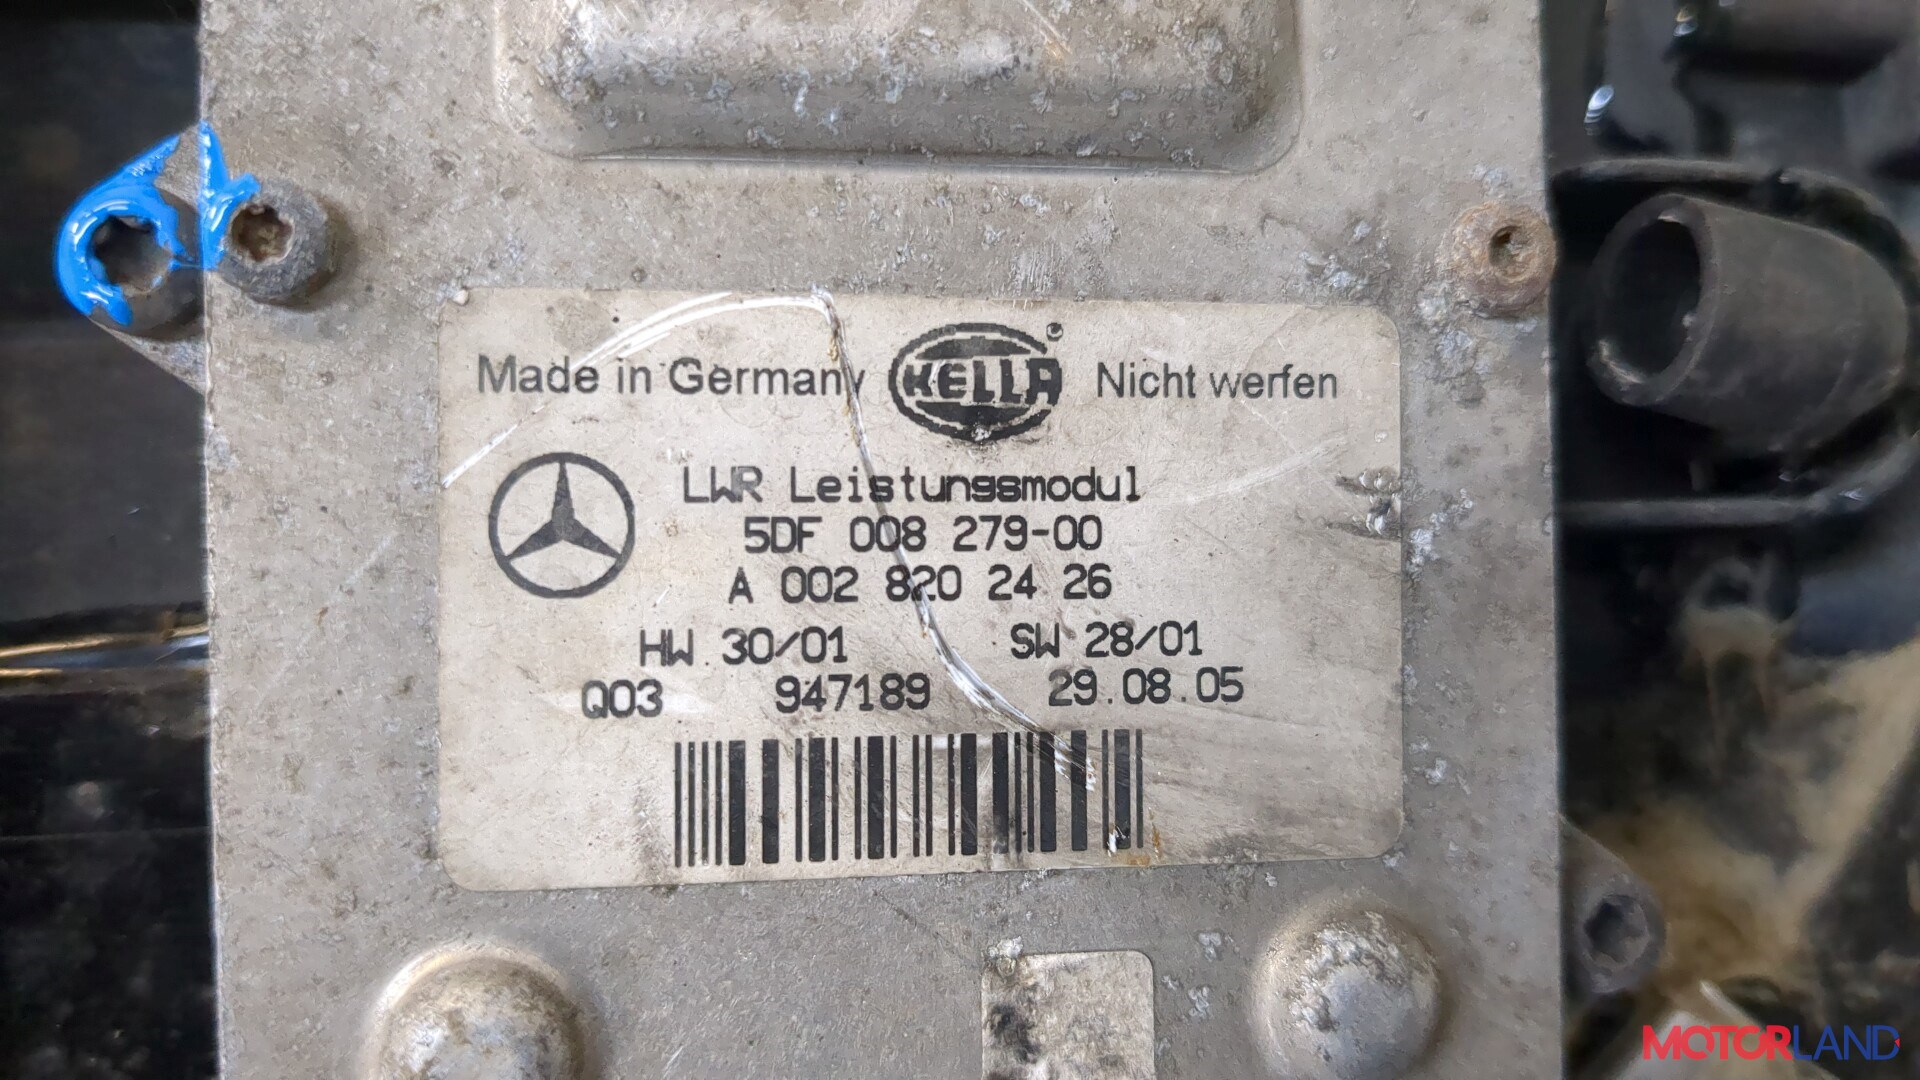 Made in Germany HELLA Nicht werfen
LWR Leistungsmodul
5DF 008 279-00
A 002 820 24 26
HW 30/01 SW 28/01
Q03 947189 29.08.05
MOTORLAND